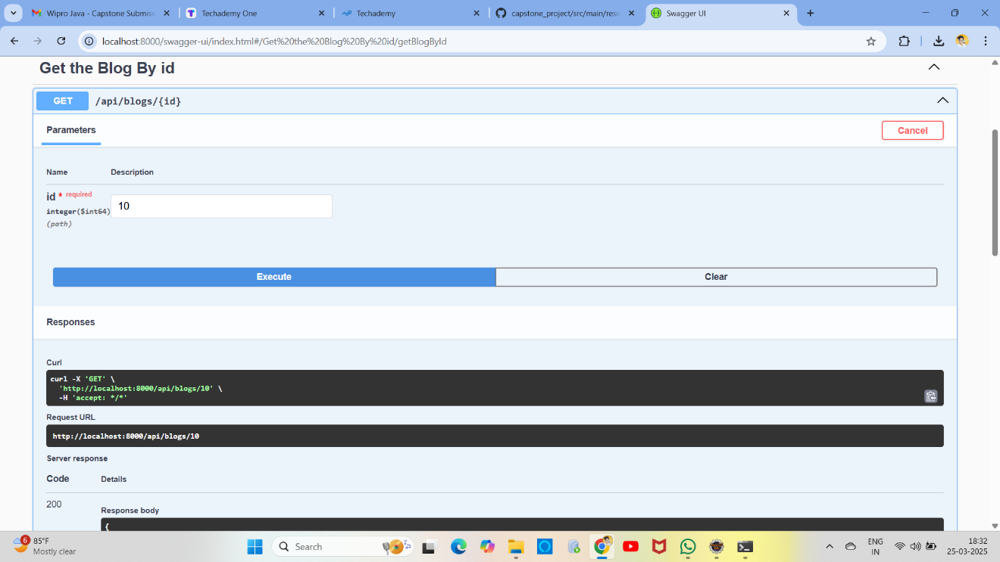 Wipro Java - Capstone Submiss
Techademy One
Techademy
capstone_project/src/main/reso
Swagger UI
localhost:8000/swagger-ui/index.html#/Get%20the%20Blog%20By%20id/getBlogById
Get the Blog By id
GET /api/blogs/{id}
Parameters
Cancel
Name Description
id * required
integer($int64)
(path)
10
Execute Clear
Responses
Curl
curl -X 'GET' \
'http://localhost:8000/api/blogs/10' \
-H 'accept: */*'
Request URL
http://localhost:8000/api/blogs/10
Server response
Code Details
200
Response body
{
6
85°F
Mostly clear
Search
ENG
IN
18:32
25-03-2025